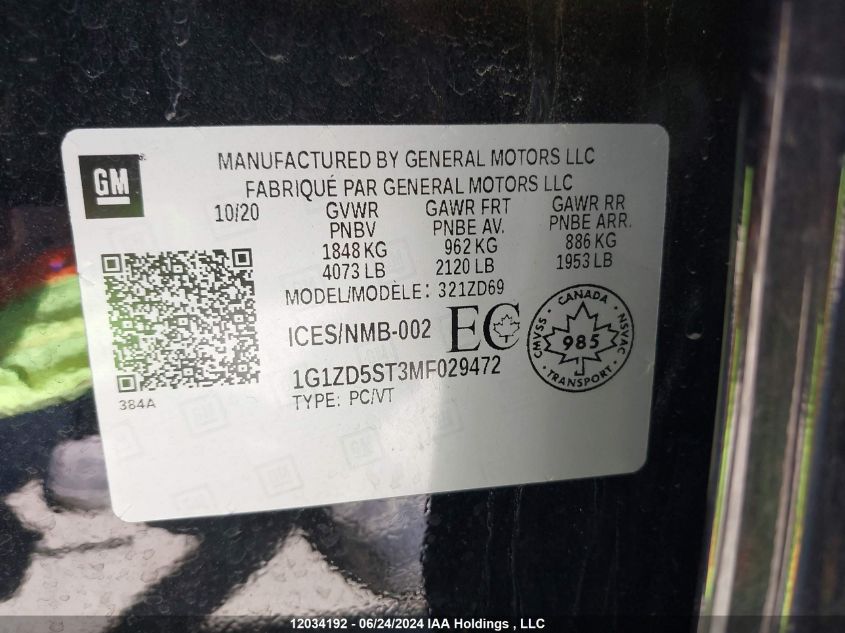 GM
MANUFACTURED BY GENERAL MOTORS LLC
FABRIQUÉ PAR GENERAL MOTORS LLC
10/20 GVWR GAWR FRT GAWR RR
PNBV PNBE AV. PNBE ARR.
1848 KG 962 KG 886 KG
4073 LB 2120 LB 1953 LB
MODEL/MODÈLE: 321ZD69
ICES/NMB-002 EC
CANADA
CMVSS 985 NSVAC
TRANSPORT
1G1ZD5ST3MF029472
384A TYPE: PC/VT
12034192 - 06/24/2024 IAA Holdings , LLC